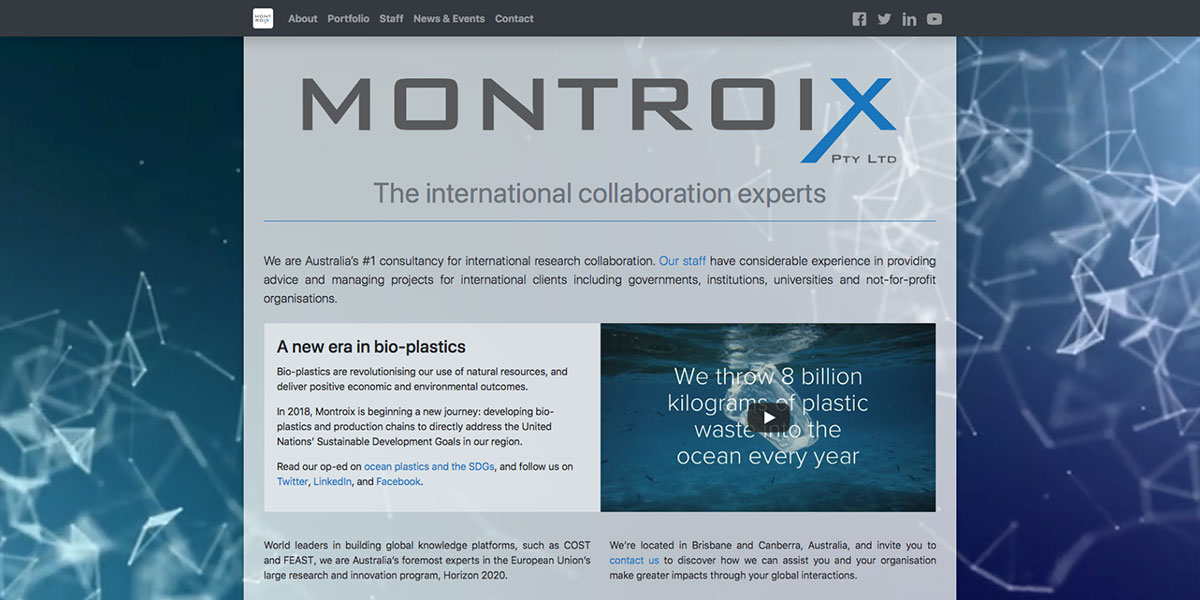 MONT
ROIX
About Portfolio Staff News & Events Contact
MONTROIX
PTY LTD
The international collaboration experts
We are Australia's #1 consultancy for international research collaboration. Our staff have considerable experience in providing
advice and managing projects for international clients including governments, institutions, universities and not-for-profit
organisations.
A new era in bio-plastics
Bio-plastics are revolutionising our use of natural resources, and
deliver positive economic and environmental outcomes.
In 2018, Montroix is beginning a new journey: developing bio-
plastics and production chains to directly address the United
Nations' Sustainable Development Goals in our region.
Read our op-ed on ocean plastics and the SDGs, and follow us on
Twitter, LinkedIn, and Facebook.
We throw 8 billion
kilograms of plastic
waste into the
ocean every year
World leaders in building global knowledge platforms, such as COST
and FEAST, we are Australia's foremost experts in the European Union's
large research and innovation program, Horizon 2020.
We're located in Brisbane and Canberra, Australia, and invite you to
contact us to discover how we can assist you and your organisation
make greater impacts through your global interactions.